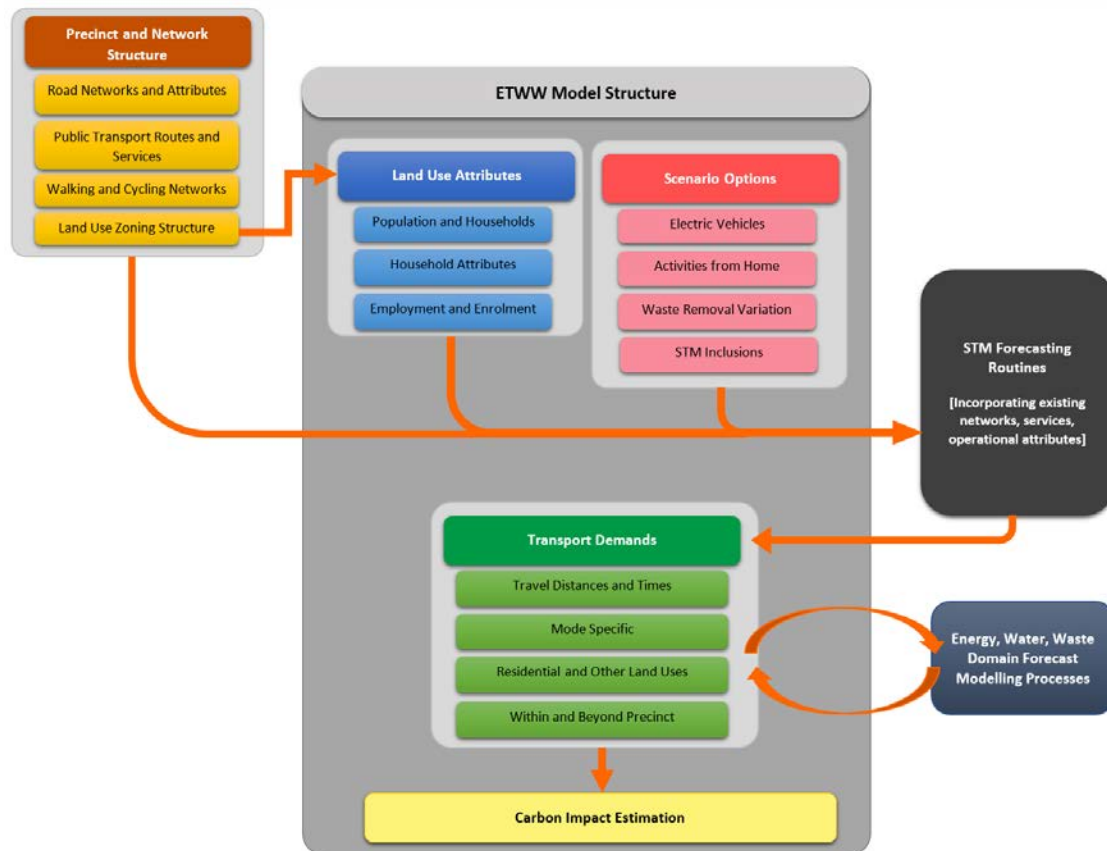 Precinct and Network
Structure
Road Networks and Attributes
Public Transport Routes and
Services
Walking and Cycling Networks
Land Use Zoning Structure
ETWW Model Structure
Land Use Attributes
Population and Households
Household Attributes
Employment and Enrolment
Scenario Options
Electric Vehicles
Activities from Home
Waste Removal Variation
STM Inclusions
STM Forecasting
Routines
[Incorporating existing
networks, services,
operational attributes]
Transport Demands
Travel Distances and Times
Mode Specific
Residential and Other Land Uses
Within and Beyond Precinct
Energy, Water, Waste
Domain Forecast
Modelling Processes
Carbon Impact Estimation